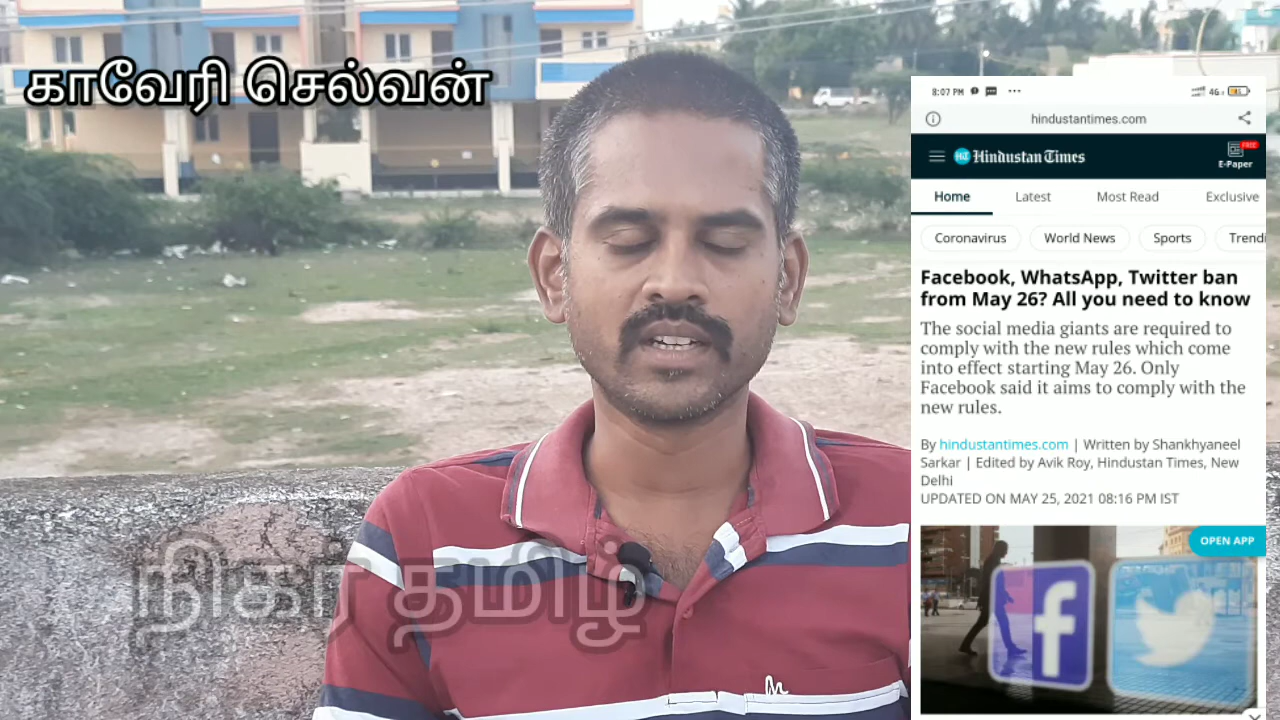 காவேரி செல்வன்
நிகர் தமிழ்
8:07 PM
4G
hindustantimes.com
HT Hindustan Times
FREE
E-Paper
Home Latest Most Read Exclusive
Coronavirus World News Sports Trendi
Facebook, WhatsApp, Twitter ban
from May 26? All you need to know
The social media giants are required to
comply with the new rules which come
into effect starting May 26. Only
Facebook said it aims to comply with the
new rules.
By hindustantimes.com | Written by Shankhyaneel
Sarkar | Edited by Avik Roy, Hindustan Times, New
Delhi
UPDATED ON MAY 25, 2021 08:16 PM IST
OPEN APP
f